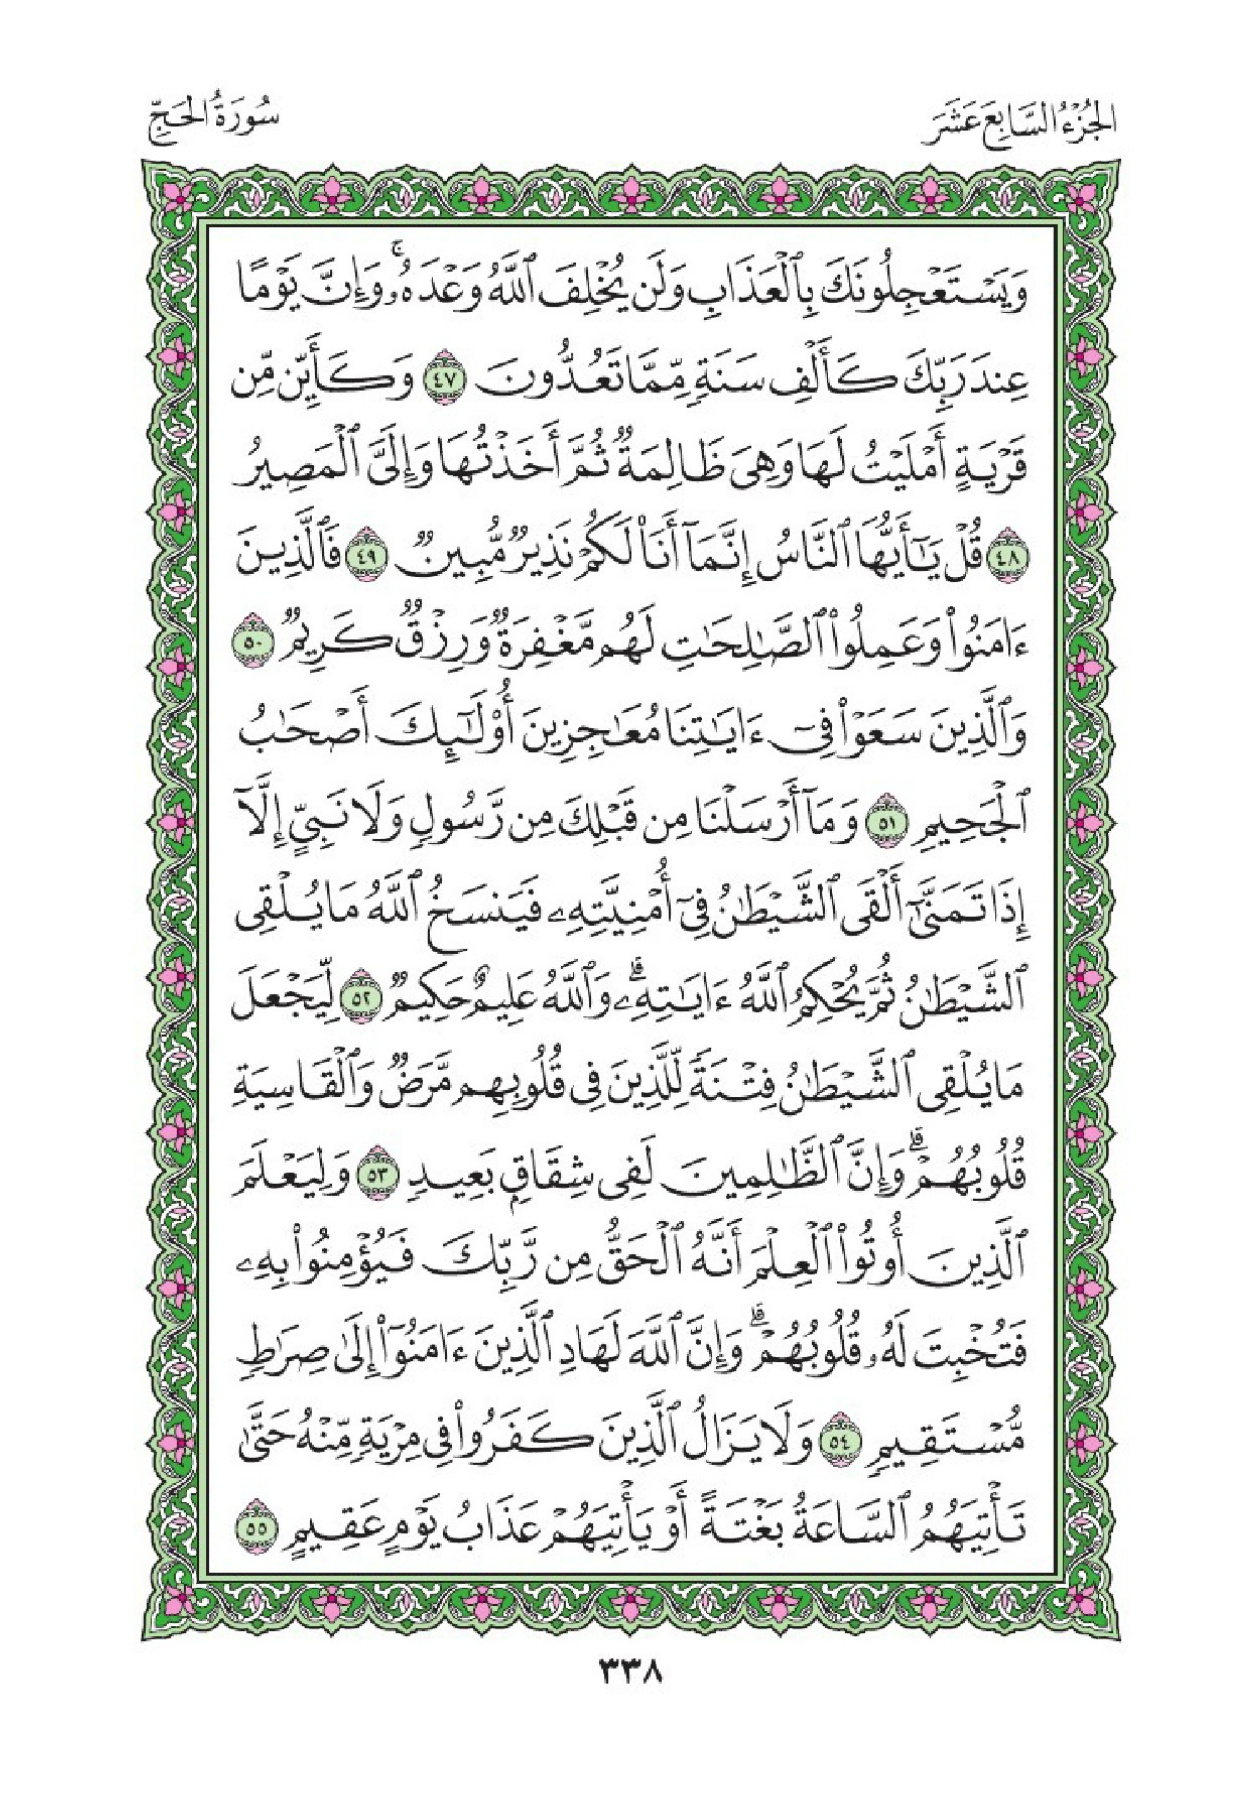 الجُزْءُ السَّابِعَ عَشَرَ
سُورَةُ الحَجِّ
وَيَسْتَعْجِلُونَكَ بِٱلْعَذَابِ وَلَن يُخْلِفَ ٱللَّهُ وَعْدَهُۥۚ وَإِنَّ يَوْمًا
عِندَ رَبِّكَ كَأَلْفِ سَنَةٍ مِّمَّا تَعُدُّونَ ٤٧ وَكَأَيِّن مِّن
قَرْيَةٍ أَمْلَيْتُ لَهَا وَهِىَ ظَالِمَةٌ ثُمَّ أَخَذْتُهَا وَإِلَىَّ ٱلْمَصِيرُ
٤٨ قُلْ يَٰٓأَيُّهَا ٱلنَّاسُ إِنَّمَآ أَنَا۠ لَكُمْ نَذِيرٌ مُّبِينٌ ٤٩ فَٱلَّذِينَ
ءَامَنُوا۟ وَعَمِلُوا۟ ٱلصَّٰلِحَٰتِ لَهُم مَّغْفِرَةٌ وَرِزْقٌ كَرِيمٌ ٥٠
وَٱلَّذِينَ سَعَوْا۟ فِىٓ ءَايَٰتِنَا مُعَٰجِزِينَ أُو۟لَٰٓئِكَ أَصْحَٰبُ
ٱلْجَحِيمِ ٥١ وَمَآ أَرْسَلْنَا مِن قَبْلِكَ مِن رَّسُولٍ وَلَا نَبِىٍّ إِلَّآ
إِذَا تَمَنَّىٰٓ أَلْقَى ٱلشَّيْطَٰنُ فِىٓ أُمْنِيَّتِهِۦ فَيَنسَخُ ٱللَّهُ مَا يُلْقِى
ٱلشَّيْطَٰنُ ثُمَّ يُحْكِمُ ٱللَّهُ ءَايَٰتِهِۦۗ وَٱللَّهُ عَلِيمٌ حَكِيمٌ ٥٢ لِّيَجْعَلَ
مَا يُلْقِى ٱلشَّيْطَٰنُ فِتْنَةً لِّلَّذِينَ فِى قُلُوبِهِم مَّرَضٌ وَٱلْقَاسِيَةِ
قُلُوبُهُمْۗ وَإِنَّ ٱلظَّٰلِمِينَ لَفِى شِقَاقٍۭ بَعِيدٍ ٥٣ وَلِيَعْلَمَ
ٱلَّذِينَ أُوتُوا۟ ٱلْعِلْمَ أَنَّهُ ٱلْحَقُّ مِن رَّبِّكَ فَيُؤْمِنُوا۟ بِهِۦ
فَتُخْبِتَ لَهُۥ قُلُوبُهُمْۗ وَإِنَّ ٱللَّهَ لَهَادِ ٱلَّذِينَ ءَامَنُوٓا۟ إِلَىٰ صِرَٰطٍ
مُّسْتَقِيمٍ ٥٤ وَلَا يَزَالُ ٱلَّذِينَ كَفَرُوا۟ فِى مِرْيَةٍ مِّنْهُ حَتَّىٰ
تَأْتِيَهُمُ ٱلسَّاعَةُ بَغْتَةً أَوْ يَأْتِيَهُمْ عَذَابُ يَوْمٍ عَقِيمٍ ٥٥
٣٣٨